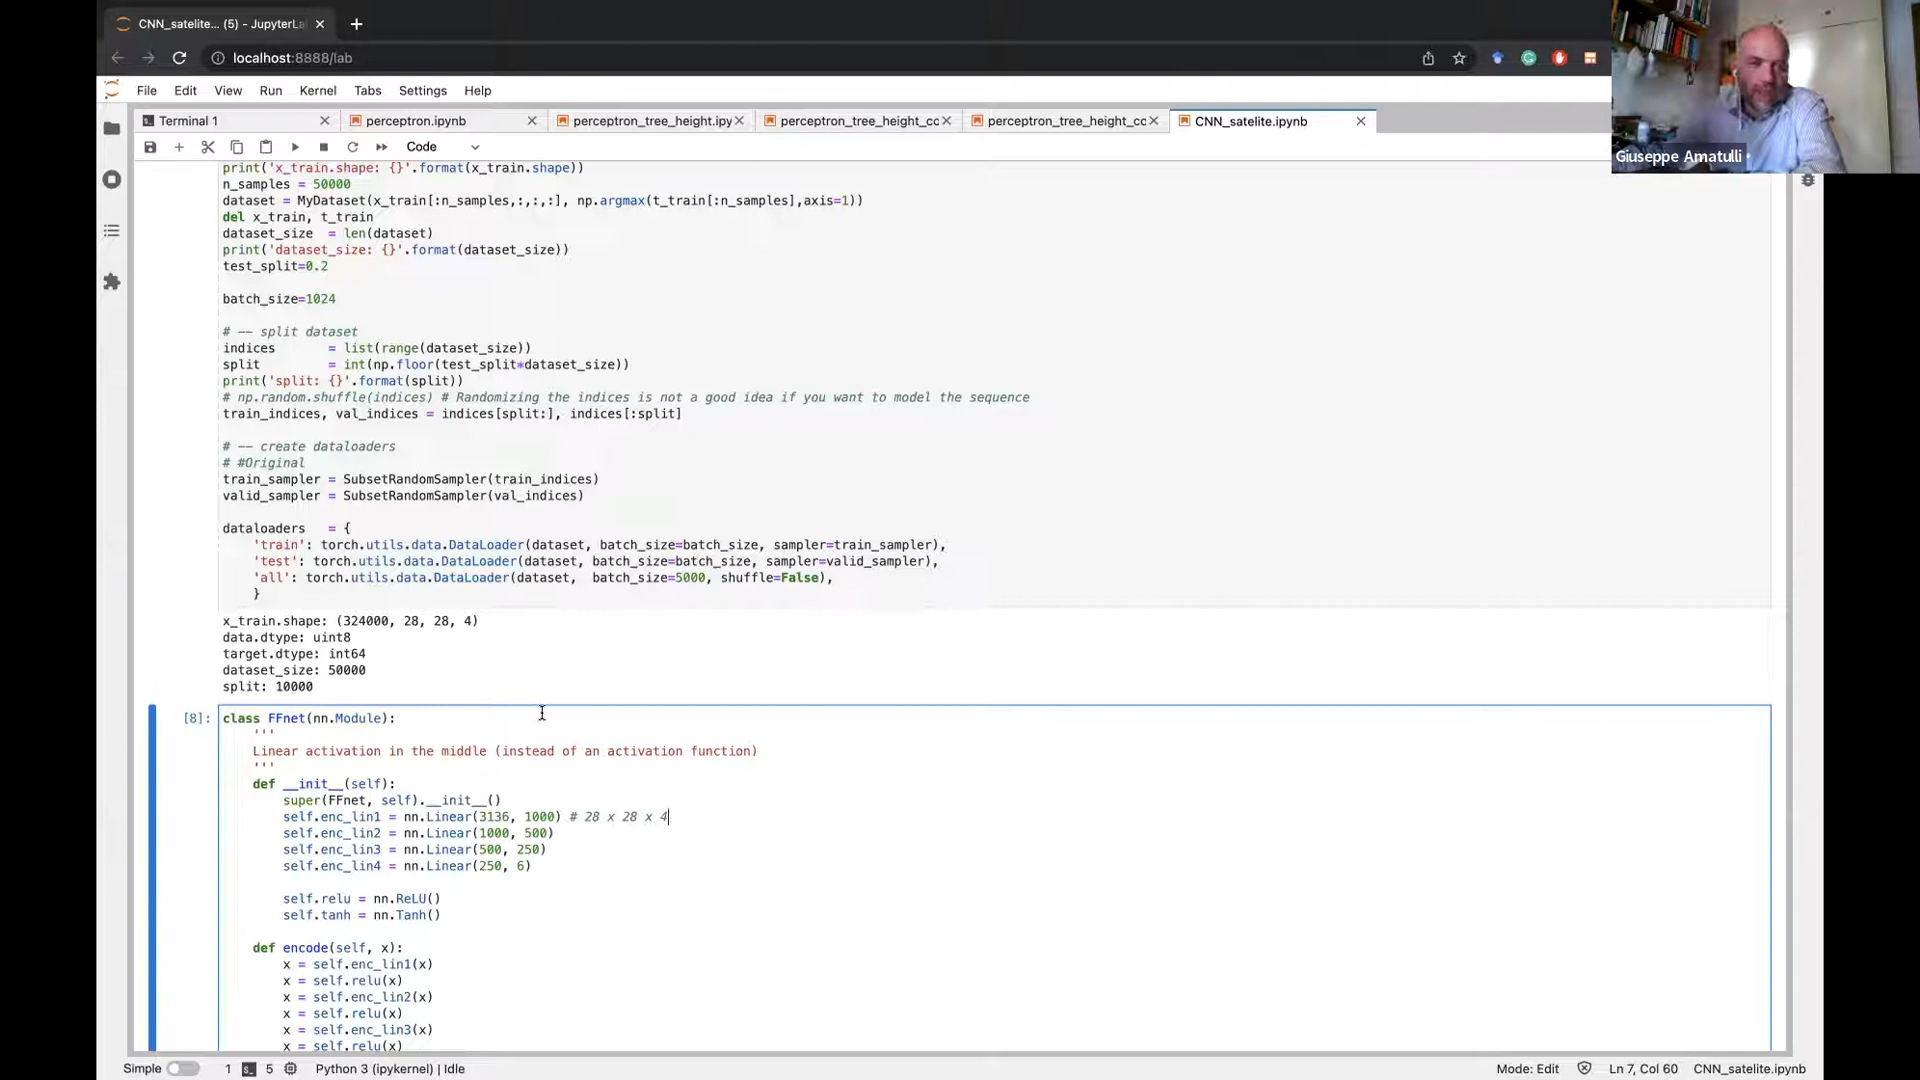 CNN_satelite... (5) - JupyterLa
localhost:8888/lab
File Edit View Run Kernel Tabs Settings Help
Terminal 1
perceptron.ipynb
perceptron_tree_height.ipy
perceptron_tree_height_cc
perceptron_tree_height_cc
CNN_satelite.ipynb
Code
Giuseppe Amatulli
print('x_train.shape: {}'.format(x_train.shape))
n_samples = 50000
dataset = MyDataset(x_train[:n_samples,:,:,:], np.argmax(t_train[:n_samples],axis=1))
del x_train, t_train
dataset_size  = len(dataset)
print('dataset_size: {}'.format(dataset_size))
test_split=0.2
batch_size=1024
# -- split dataset
indices       = list(range(dataset_size))
split         = int(np.floor(test_split*dataset_size))
print('split: {}'.format(split))
# np.random.shuffle(indices) # Randomizing the indices is not a good idea if you want to model the sequence
train_indices, val_indices = indices[split:], indices[:split]
# -- create dataloaders
# #Original
train_sampler = SubsetRandomSampler(train_indices)
valid_sampler = SubsetRandomSampler(val_indices)
dataloaders   = {
    'train': torch.utils.data.DataLoader(dataset, batch_size=batch_size, sampler=train_sampler),
    'test': torch.utils.data.DataLoader(dataset, batch_size=batch_size, sampler=valid_sampler),
    'all': torch.utils.data.DataLoader(dataset,  batch_size=5000, shuffle=False),
    }
x_train.shape: (324000, 28, 28, 4)
data.dtype: uint8
target.dtype: int64
dataset_size: 50000
split: 10000
[8]: class FFnet(nn.Module):
    '''
    Linear activation in the middle (instead of an activation function)
    '''
    def __init__(self):
        super(FFnet, self).__init__()
        self.enc_lin1 = nn.Linear(3136, 1000) # 28 x 28 x 4
        self.enc_lin2 = nn.Linear(1000, 500)
        self.enc_lin3 = nn.Linear(500, 250)
        self.enc_lin4 = nn.Linear(250, 6)
        self.relu = nn.ReLU()
        self.tanh = nn.Tanh()
    def encode(self, x):
        x = self.enc_lin1(x)
        x = self.relu(x)
        x = self.enc_lin2(x)
        x = self.relu(x)
        x = self.enc_lin3(x)
        x = self.relu(x)
Simple 1 5 Python 3 (ipykernel) | Idle Mode: Edit Ln 7, Col 60 CNN_satelite.ipynb